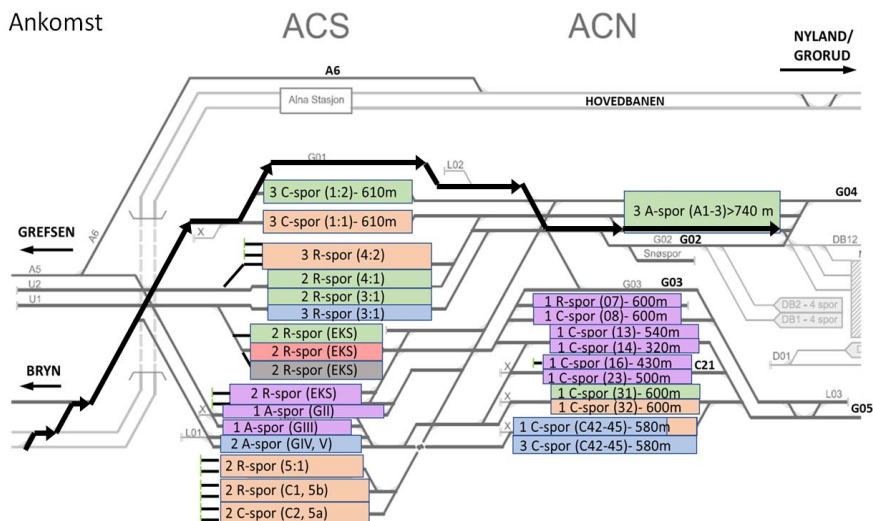 Ankomst
ACS
ACN
NYLAND/
GRORUD
A6
Alna Stasjon
HOVEDBANEN
G01
L02
3 C-spor (1:2)- 610m
3 A-spor (A1-3)>740 m
G04
A6
X
3 C-spor (1:1)- 610m
GREFSEN
G02
G02
DB12
3 R-spor (4:2)
Snøspor
A5
2 R-spor (4:1)
U2
G03
G03
2 R-spor (3:1)
U1
1 R-spor (07)- 600m
DB2 - 4 spor
3 R-spor (3:1)
1 C-spor (08)- 600m
DB1 - 4 spor
2 R-spor (EKS)
1 C-spor (13)- 540m
2 R-spor (EKS)
1 C-spor (14)- 320m
2 R-spor (EKS)
X
1 C-spor (16)- 430m
C21
D01
BRYN
1 C-spor (23)- 500m
2 R-spor (EKS)
X
1 C-spor (31)- 600m
L03
X
1 A-spor (GII)
1 C-spor (32)- 600m
G05
1 A-spor (GIII)
X
1 C-spor (C42-45)- 580m
L01
2 A-spor (GIV, V)
3 C-spor (C42-45)- 580m
2 R-spor (5:1)
2 R-spor (C1, 5b)
2 C-spor (C2, 5a)